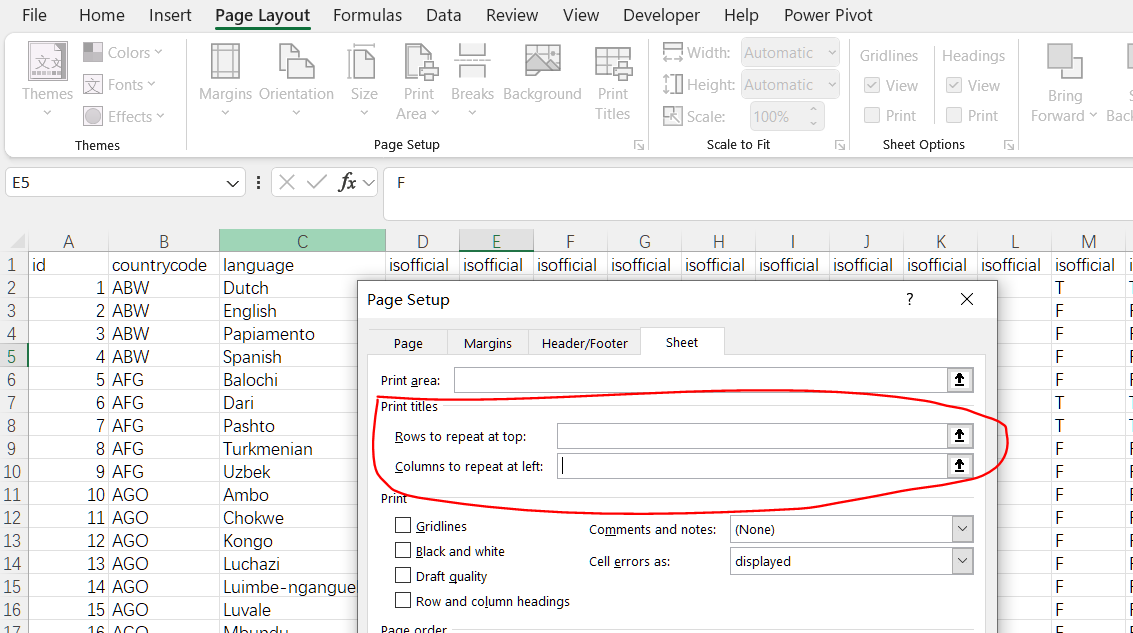 File Home Insert Page Layout Formulas Data Review View Developer Help Power Pivot
Themes Colors Fonts Effects
Themes
Margins Orientation Size Print Area Breaks Background Print Titles
Page Setup
Width: Automatic
Height: Automatic
Scale: 100%
Scale to Fit
Gridlines Headings
View View
Print Print
Sheet Options
Bring Forward
E5 fx F
A B C D E F G H I J K L M
1 id countrycode language isofficial isofficial isofficial isofficial isofficial isofficial isofficial isofficial isofficial isofficial
2 1 ABW Dutch T
3 2 ABW English F
4 3 ABW Papiamento F
5 4 ABW Spanish F
6 5 AFG Balochi F
7 6 AFG Dari T
8 7 AFG Pashto T
9 8 AFG Turkmenian F
10 9 AFG Uzbek F
11 10 AGO Ambo F
12 11 AGO Chokwe F
13 12 AGO Kongo F
14 13 AGO Luchazi F
15 14 AGO Luimbe-nganguel F
16 15 AGO Luvale F
17 16 AGO Mbundu F
Page Setup ?
Page Margins Header/Footer Sheet
Print area:
Print titles
Rows to repeat at top:
Columns to repeat at left:
Print
Gridlines
Black and white
Draft quality
Row and column headings
Comments and notes: (None)
Cell errors as: displayed
Page order